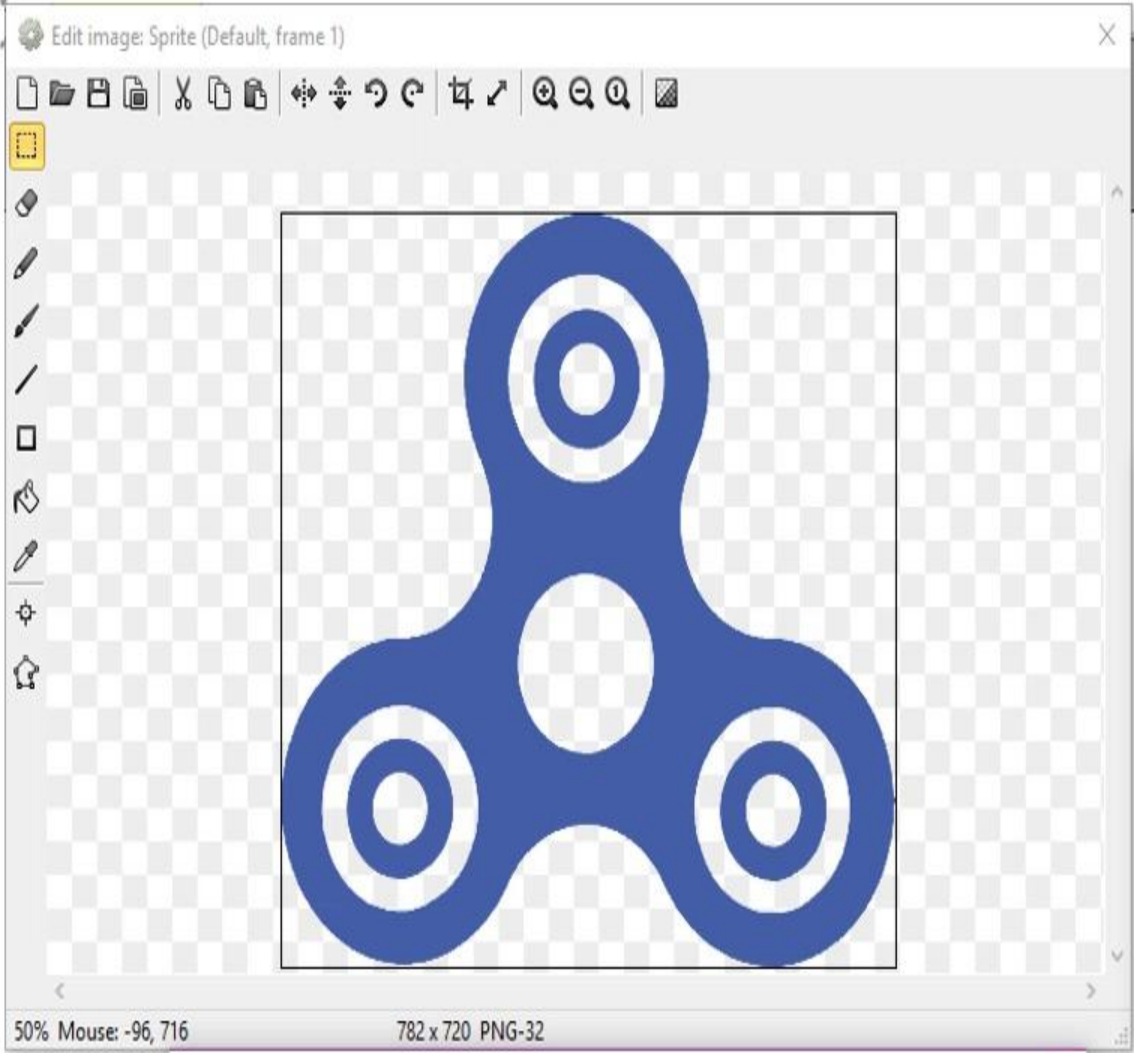 Edit image: Sprite (Default, frame 1)
50% Mouse: -96, 716 782 x 720 PNG-32